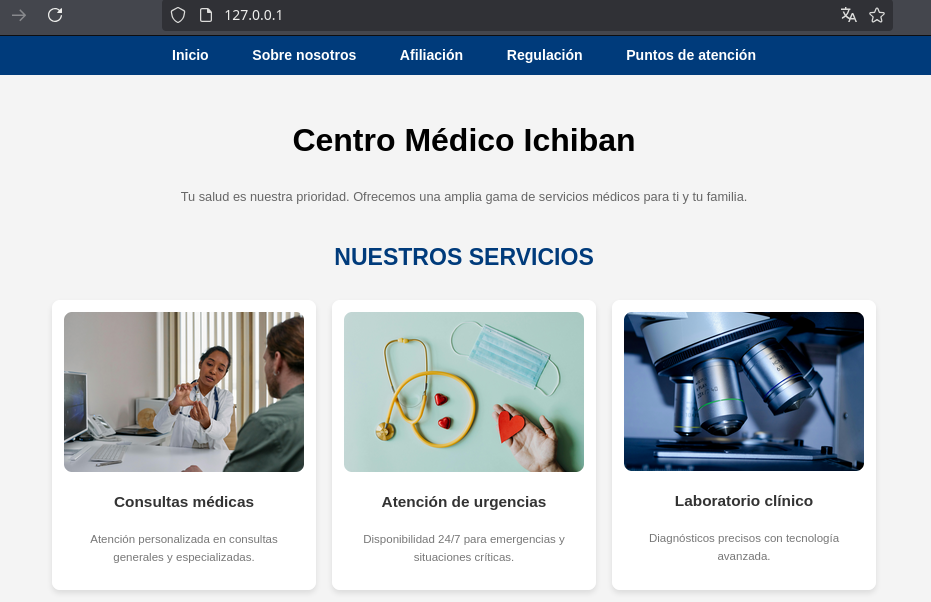 127.0.0.1
Inicio Sobre nosotros Afiliación Regulación Puntos de atención
Centro Médico Ichiban
Tu salud es nuestra prioridad. Ofrecemos una amplia gama de servicios médicos para ti y tu familia.
NUESTROS SERVICIOS
Consultas médicas
Atención personalizada en consultas
generales y especializadas.
Atención de urgencias
Disponibilidad 24/7 para emergencias y
situaciones críticas.
Laboratorio clínico
Diagnósticos precisos con tecnología
avanzada.